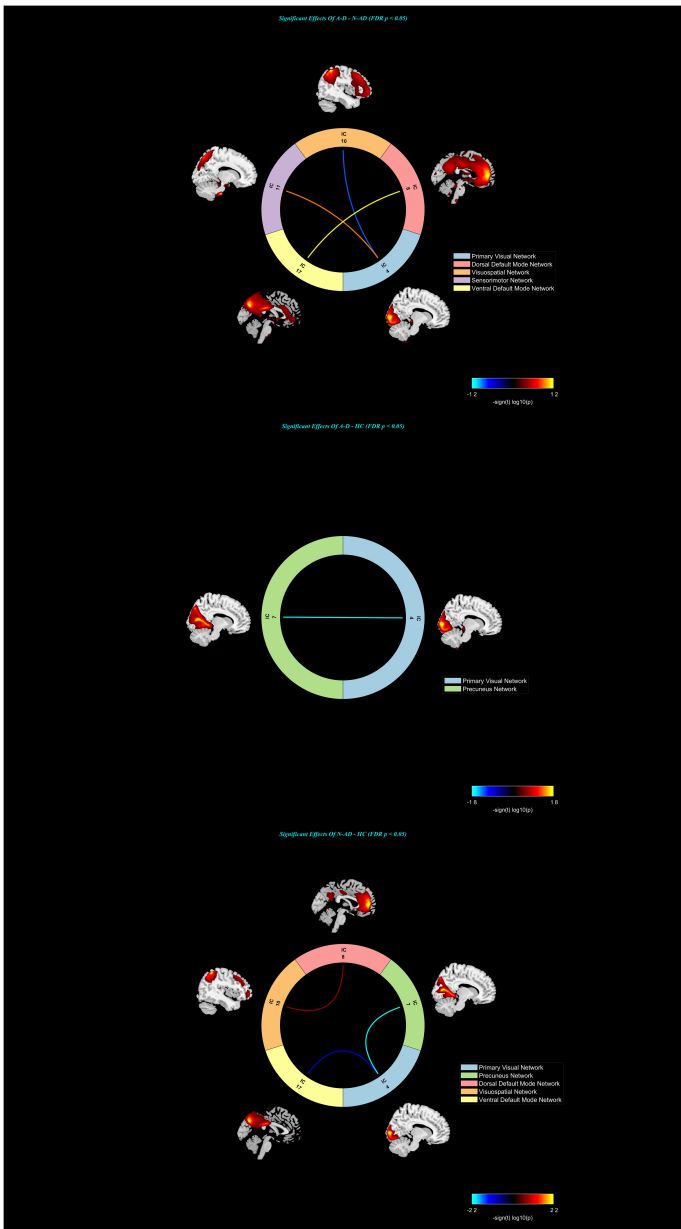 Significant Effects Of A-D - N-AD (FDR p < 0.05)
IC
10
IC
11
IC
IC
17
IC
4
Primary Visual Network
Dorsal Default Mode Network
Visuospatial Network
Sensorimotor Network
Ventral Default Mode Network
-1.2 1.2
-sign(t) log10(p)
Significant Effects Of A-D - HC (FDR p < 0.05)
IC
7
IC
4
Primary Visual Network
Precuneus Network
-1.8 1.8
-sign(t) log10(p)
Significant Effects Of N-AD - HC (FDR p < 0.05)
IC
IC
10
IC
7
IC
17
IC
4
Primary Visual Network
Precuneus Network
Dorsal Default Mode Network
Visuospatial Network
Ventral Default Mode Network
-2.2 2.2
-sign(t) log10(p)